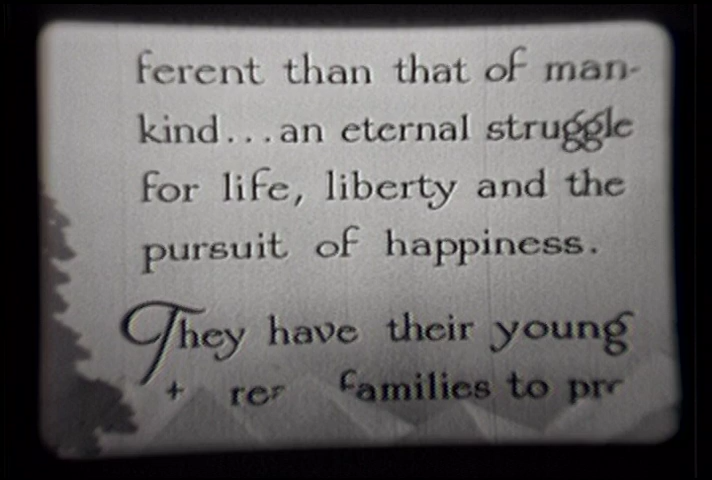 ferent than that of man-
kind...an eternal struggle
for life, liberty and the
pursuit of happiness.
They have their young
families to